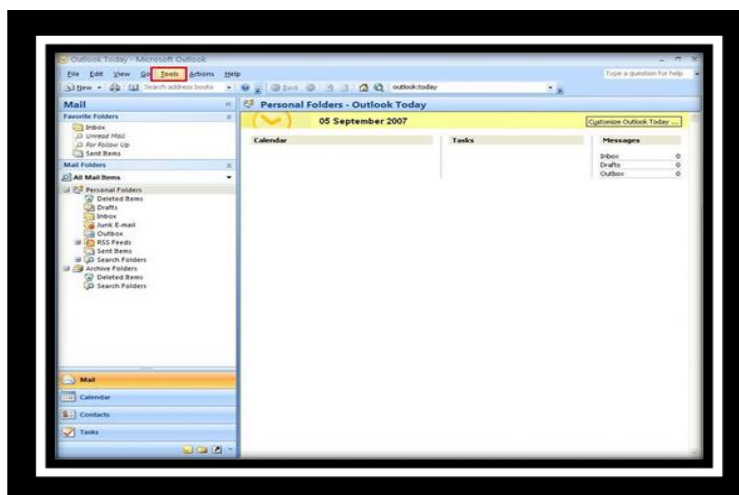 Outlook Today - Microsoft Outlook
File Edit View Go Tools Actions Help
Type a question for help
New Search address books Back outlook:today
Mail
Favorite Folders
Inbox
Unread Mail
For Follow Up
Sent Items
Mail Folders
All Mail Items
Personal Folders
Deleted Items
Drafts
Inbox
Junk E-mail
Outbox
RSS Feeds
Sent Items
Search Folders
Archive Folders
Deleted Items
Search Folders
Mail
Calendar
Contacts
Tasks
Personal Folders - Outlook Today
05 September 2007
Customize Outlook Today ...
Calendar
Tasks
Messages
Inbox 0
Drafts 0
Outbox 0